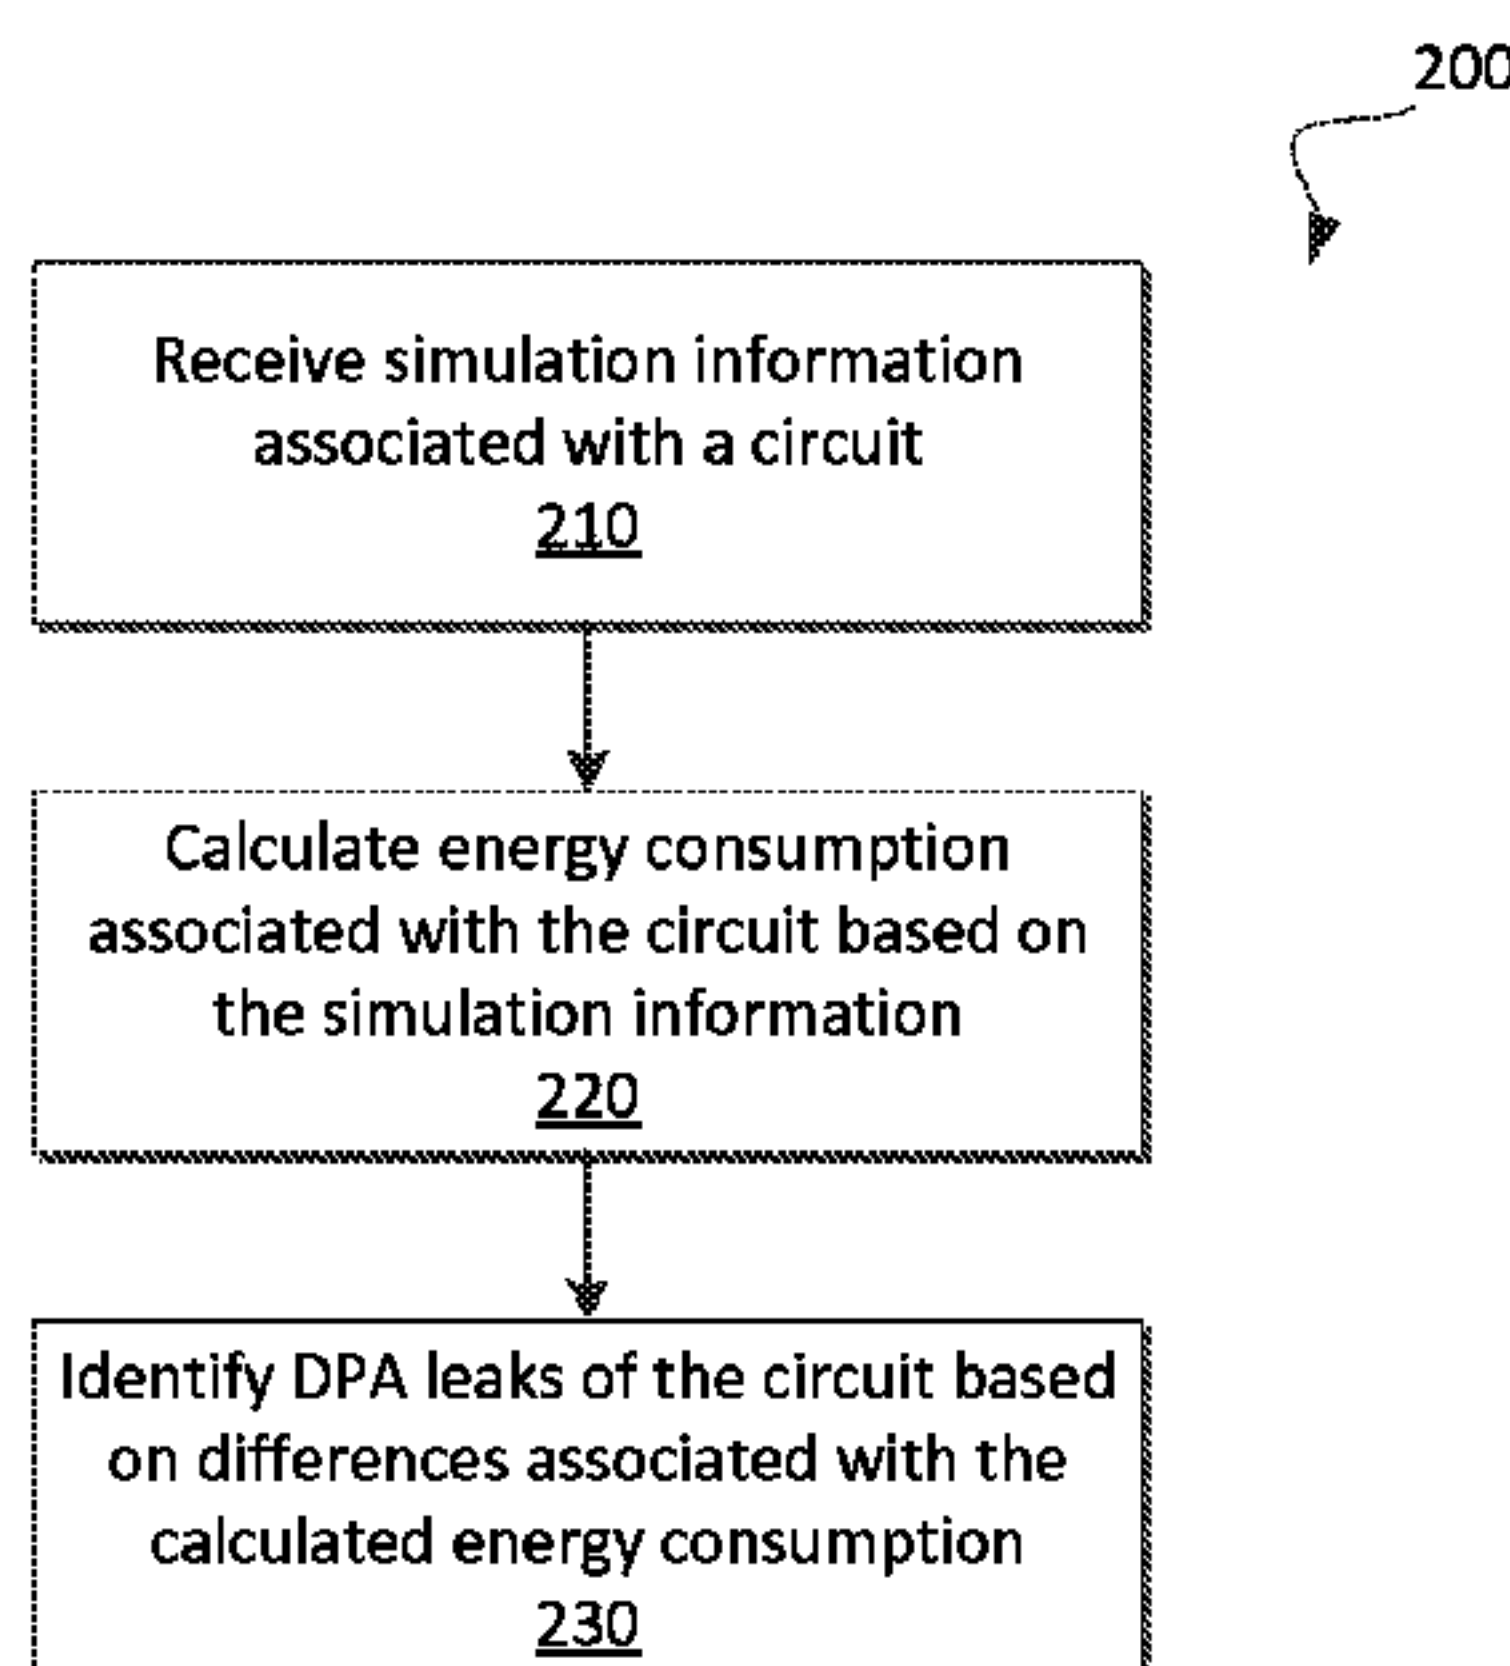 200
Receive simulation information
associated with a circuit
210
Calculate energy consumption
associated with the circuit based on
the simulation information
220
Identify DPA leaks of the circuit based
on differences associated with the
calculated energy consumption
230